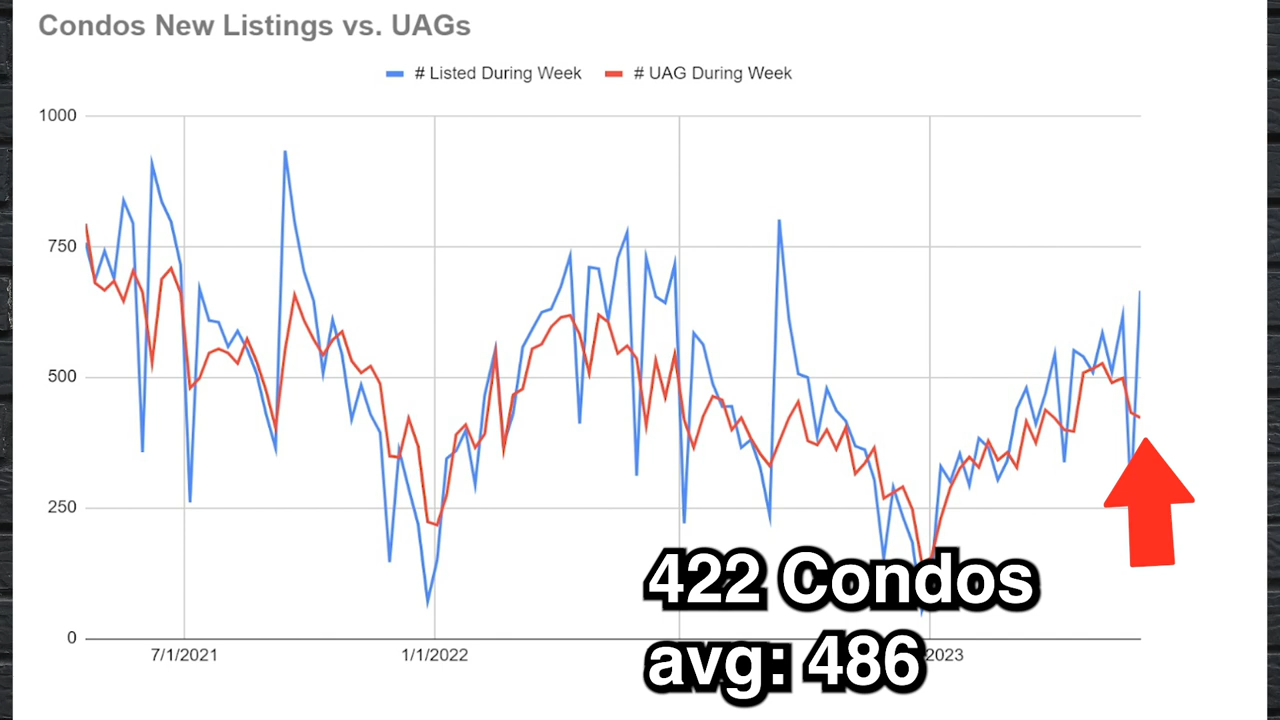 Condos New Listings vs. UAGs
# Listed During Week # UAG During Week
1000
750
500
250
0
7/1/2021 1/1/2022 2023
422 Condos
avg: 486